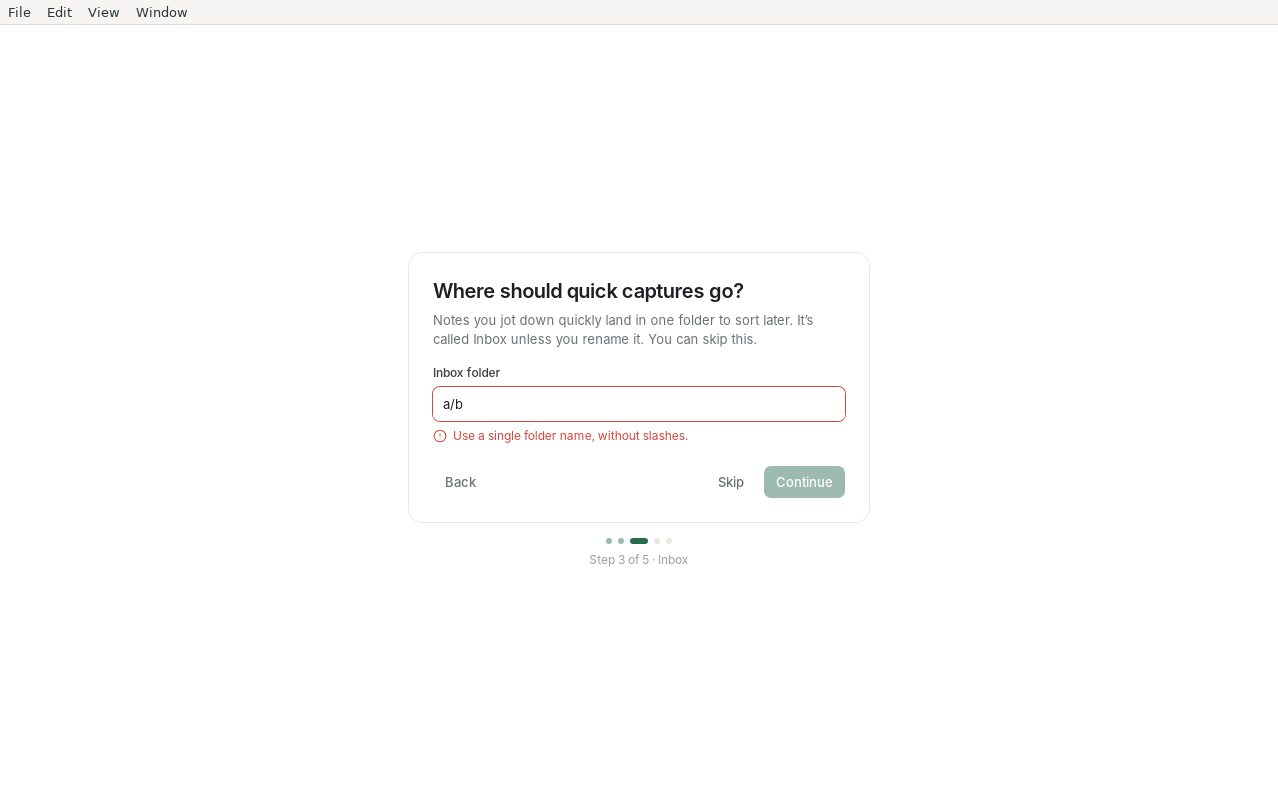 File Edit View Window
Where should quick captures go?
Notes you jot down quickly land in one folder to sort later. It’s
called Inbox unless you rename it. You can skip this.
Inbox folder
a/b
Use a single folder name, without slashes.
Back Skip Continue
Step 3 of 5 · Inbox